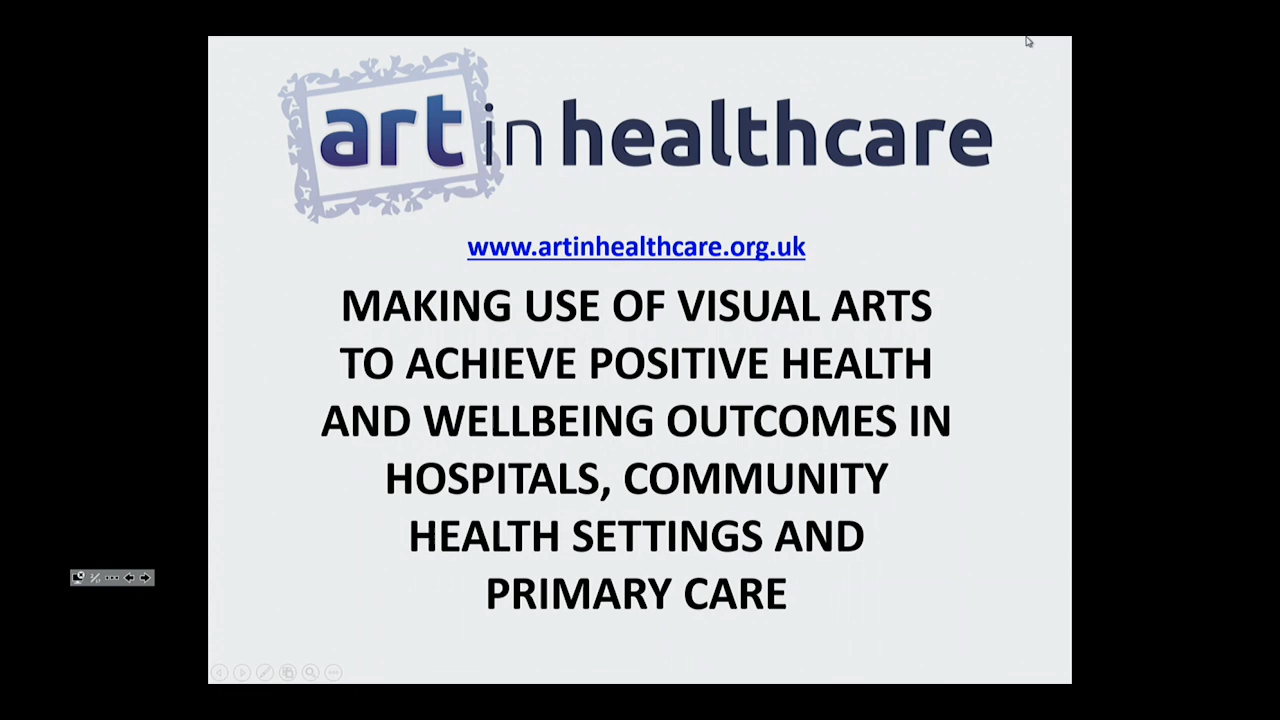 art in healthcare
www.artinhealthcare.org.uk
MAKING USE OF VISUAL ARTS
TO ACHIEVE POSITIVE HEALTH
AND WELLBEING OUTCOMES IN
HOSPITALS, COMMUNITY
HEALTH SETTINGS AND
PRIMARY CARE